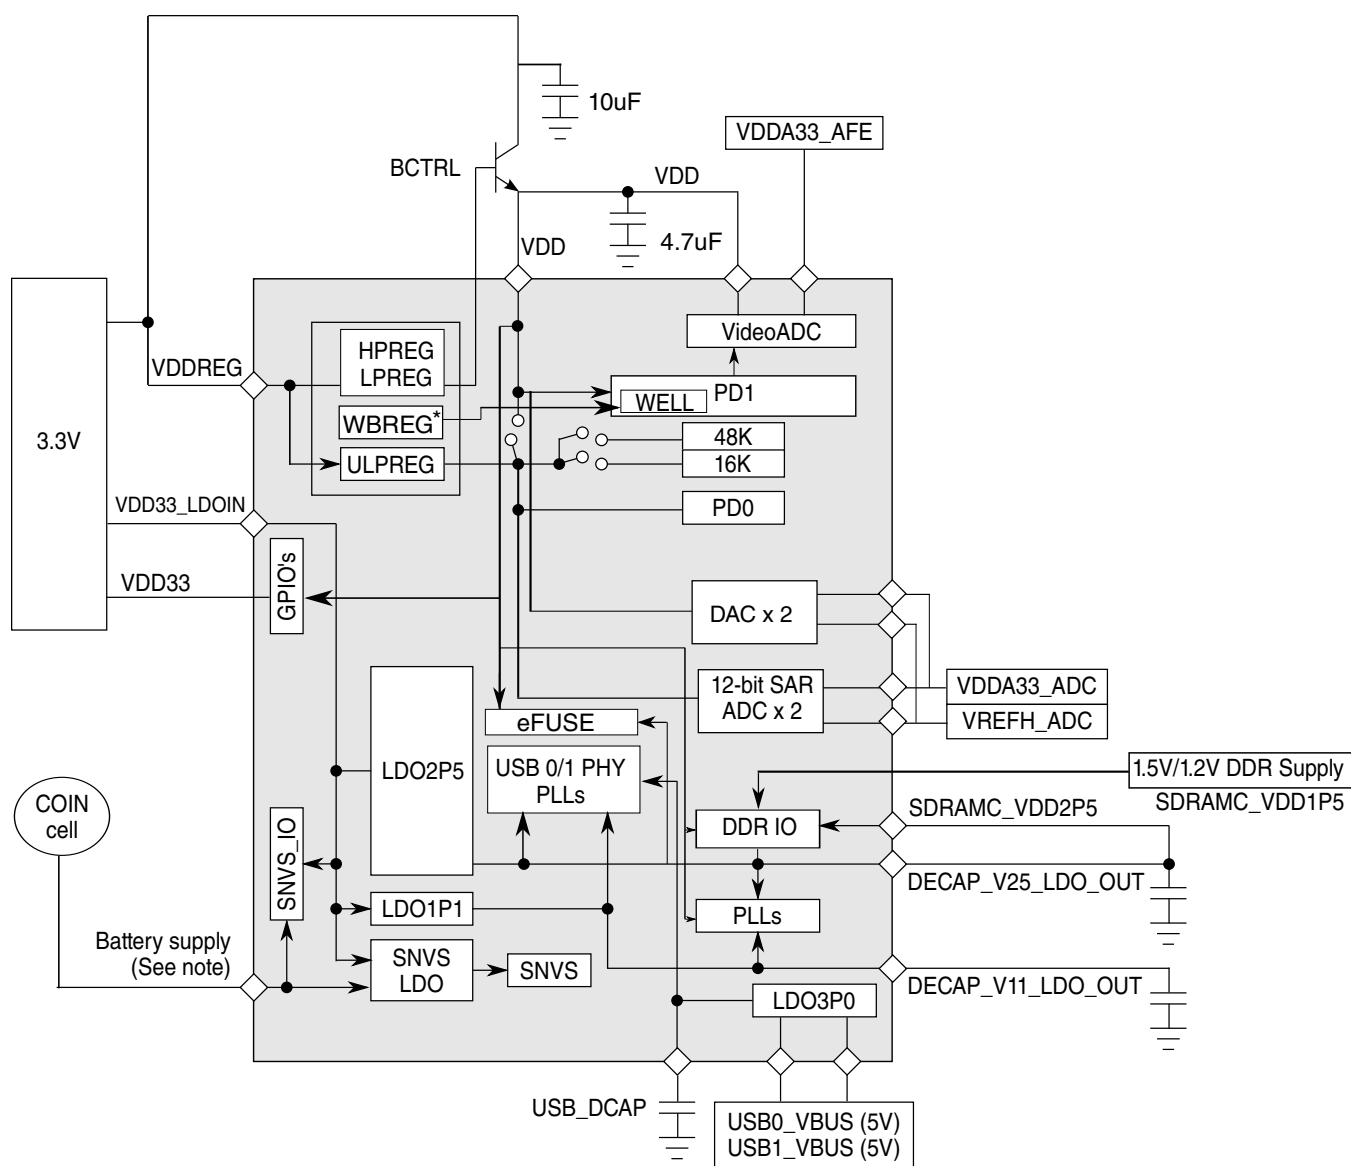 10uF
VDDA33_AFE
BCTRL
VDD
4.7uF
VDD
VideoADC
HPREG
LPREG
VDDREG
PD1
WELL
WBREG*
3.3V
48K
ULPREG
16K
VDD33_LDOIN
PD0
GPIO's
VDD33
DAC x 2
12-bit SAR
ADC x 2
VDDA33_ADC
VREFH_ADC
eFUSE
LDO2P5
USB 0/1 PHY
PLLs
1.5V/1.2V DDR Supply
SDRAMC_VDD1P5
COIN
cell
SDRAMC_VDD2P5
DDR IO
SNVS_IO
DECAP_V25_LDO_OUT
LDO1P1
PLLs
Battery supply
(See note)
SNVS
LDO
SNVS
DECAP_V11_LDO_OUT
LDO3P0
USB_DCAP
USB0_VBUS (5V)
USB1_VBUS (5V)